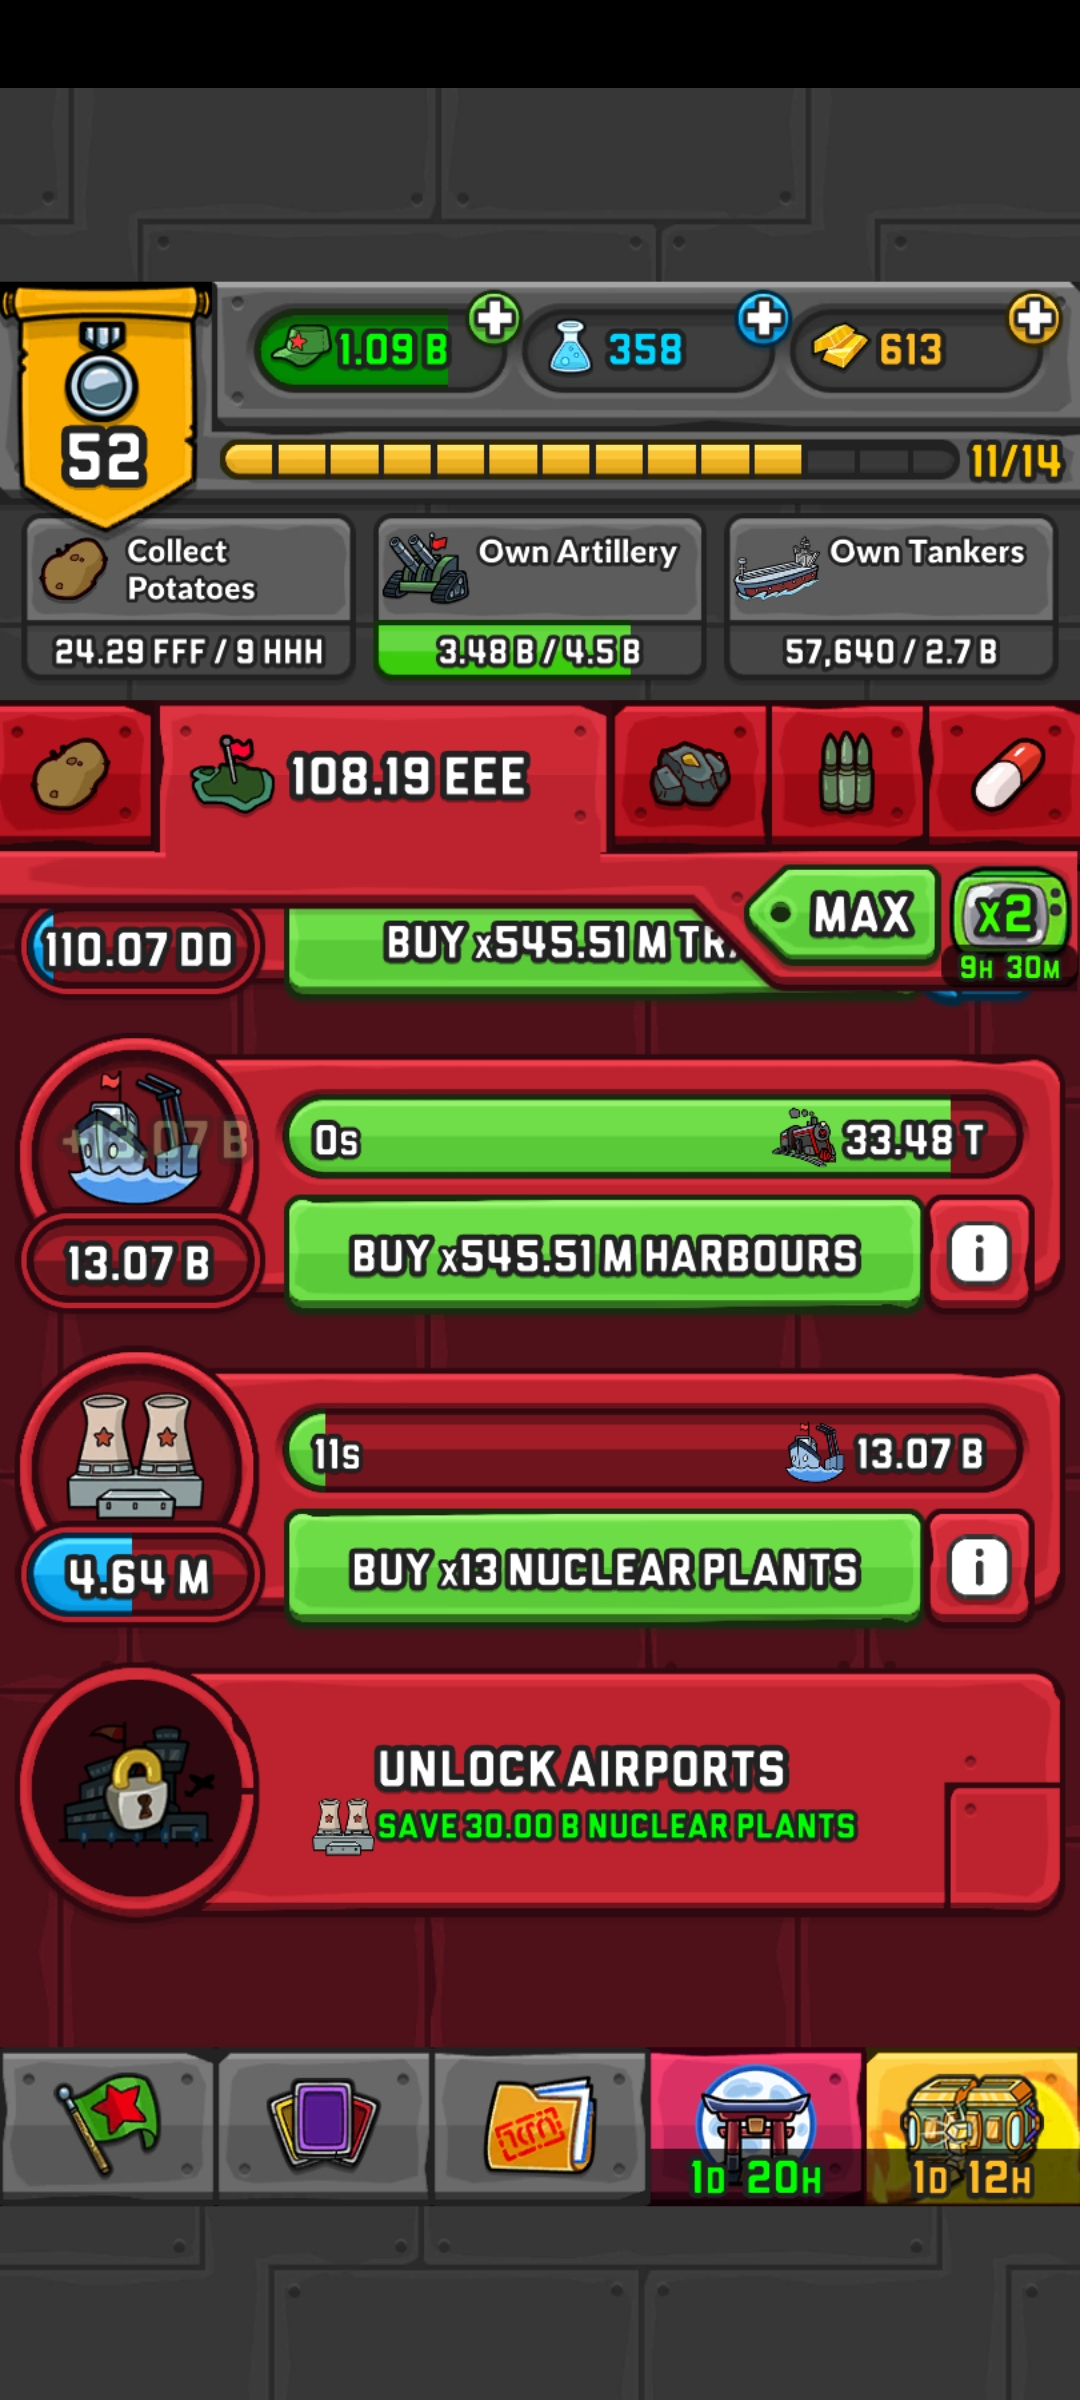 1.09 B
358
613
52
11/14
Collect Potatoes
24.29 FFF / 9 HHH
Own Artillery
3.48 B / 4.5 B
Own Tankers
57,640 / 2.7 B
108.19 EEE
MAX
x2
9H 30M
110.07 DD
BUY x545.51 M
+13.07 B
0s
33.48 T
13.07 B
BUY x545.51 M HARBOURS
i
11s
13.07 B
4.64 M
BUY x13 NUCLEAR PLANTS
i
UNLOCK AIRPORTS
SAVE 30.00 B NUCLEAR PLANTS
1D 20H
1D 12H